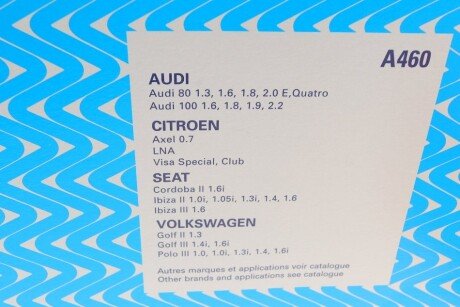 A460
AUDI
Audi 80 1.3, 1.6, 1.8, 2.0 E,Quatro
Audi 100 1.6, 1.8, 1.9, 2.2
CITROEN
Axel 0.7
LNA
Visa Special, Club
SEAT
Cordoba II 1.6i
Ibiza II 1.0i, 1.05i, 1.3i, 1.4, 1.6
Ibiza III 1.6
VOLKSWAGEN
Golf II 1.3
Golf III 1.4i, 1.6i
Polo III 1.0, 1.0i, 1.3i, 1.4, 1.6i
Autres marques et applications voir catalogue
Other brands and applications see catalogue